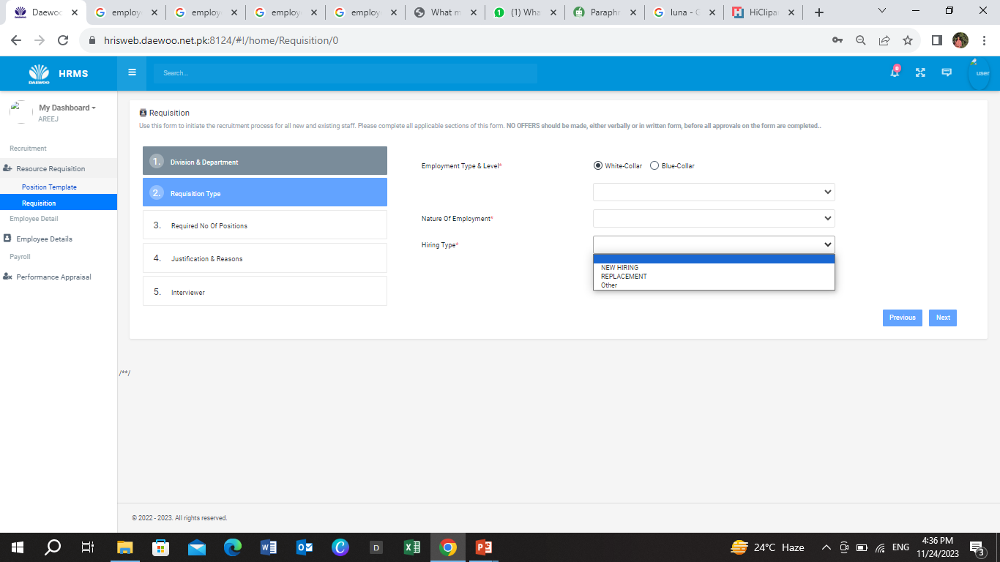 Daewoo
employ
employ
employ
employ
What m
(1) Wha
Paraphr
luna - G
HiClipa
hrisweb.daewoo.net.pk:8124/#!/home/Requisition/0
DAEWOO
HRMS
Search...
0
user
My Dashboard
AREEJ
Recruitment
Resource Requisition
Position Template
Requisition
Employee Detail
Employee Details
Payroll
Performance Appraisal
Requisition
Use this form to initiate the recruitment process for all new and existing staff. Please complete all applicable sections of this form. NO OFFERS should be made, either verbally or in written form, before all approvals on the form are completed..
1. Division & Department
2. Requisition Type
3. Required No Of Positions
4. Justification & Reasons
5. Interviewer
Employment Type & Level*
White-Collar Blue-Collar
Nature Of Employment*
Hiring Type*
NEW HIRING
REPLACEMENT
Other
Previous Next
/**/
© 2022 - 2023. All rights reserved.
24°C Haze
ENG
4:36 PM
11/24/2023
3